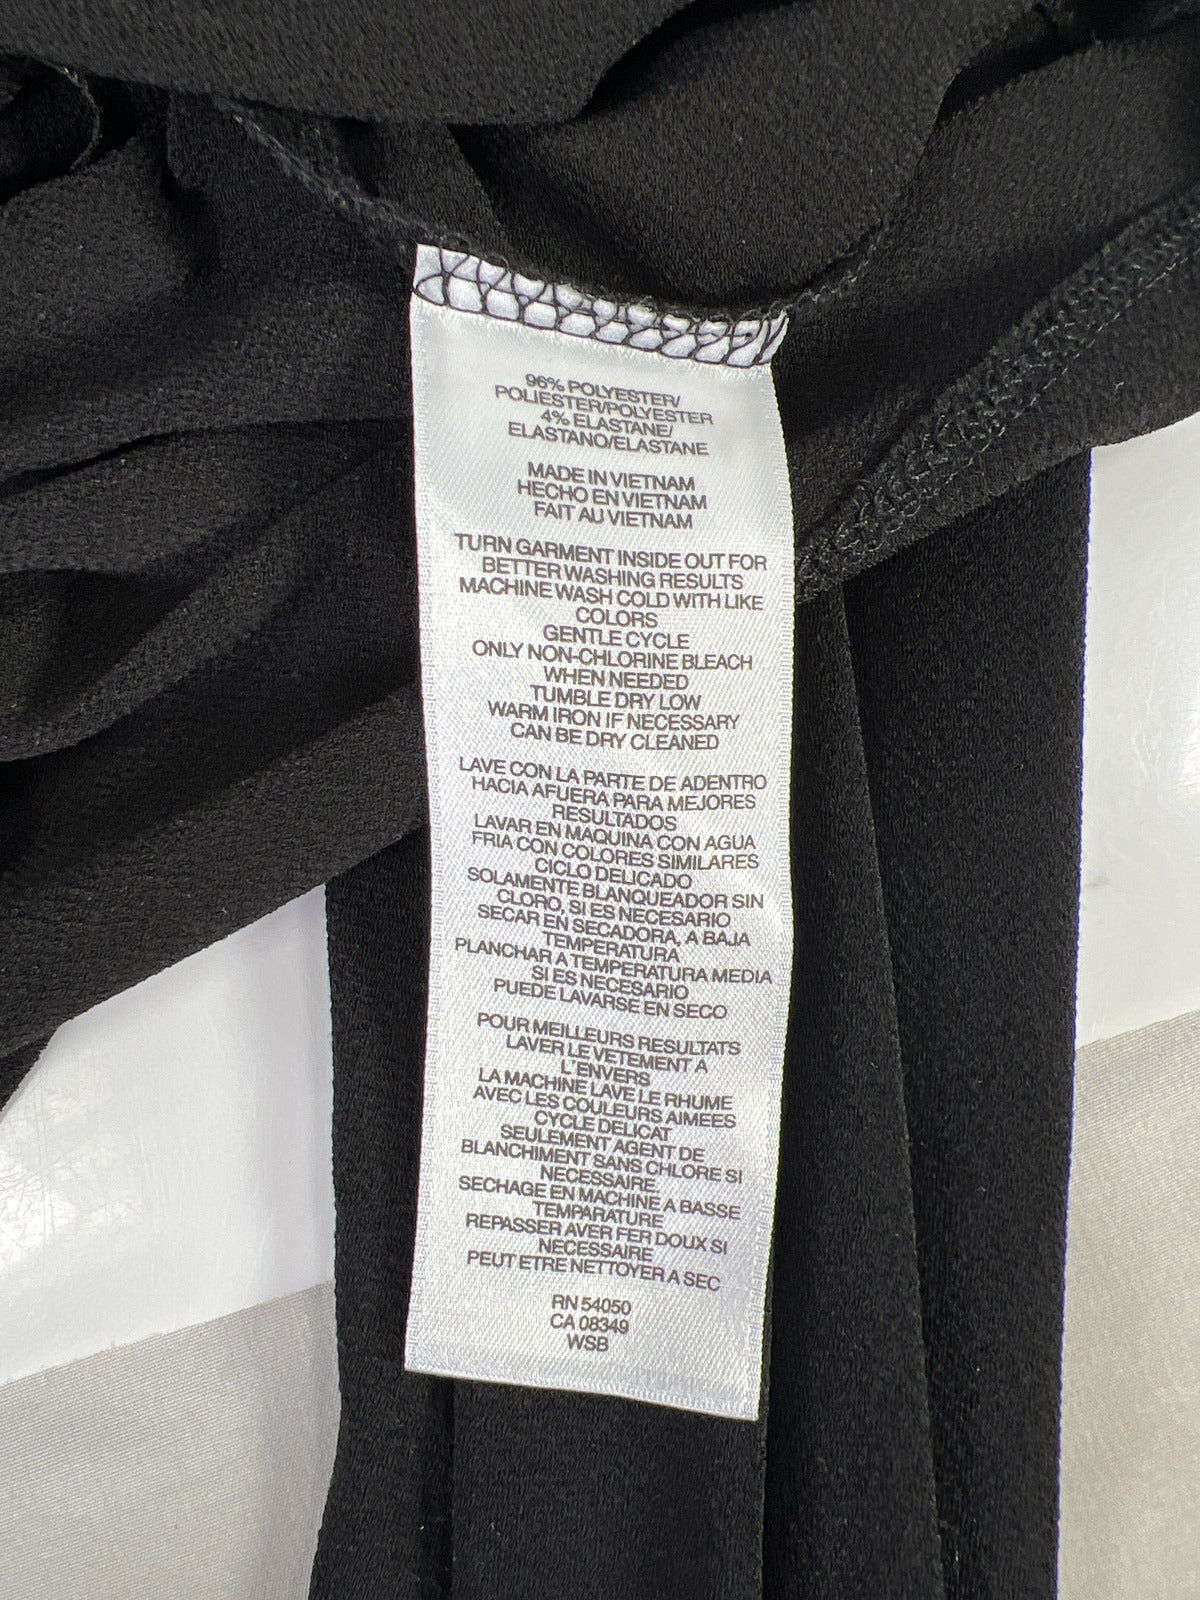 96% POLYESTER/
POLIESTER/POLYESTER
4% ELASTANE/
ELASTANO/ELASTANE
MADE IN VIETNAM
HECHO EN VIETNAM
FAIT AU VIETNAM
TURN GARMENT INSIDE OUT FOR
BETTER WASHING RESULTS
MACHINE WASH COLD WITH LIKE
COLORS
GENTLE CYCLE
ONLY NON-CHLORINE BLEACH
WHEN NEEDED
TUMBLE DRY LOW
WARM IRON IF NECESSARY
CAN BE DRY CLEANED
LAVE CON LA PARTE DE ADENTRO
HACIA AFUERA PARA MEJORES
RESULTADOS
LAVAR EN MAQUINA CON AGUA
FRIA CON COLORES SIMILARES
CICLO DELICADO
SOLAMENTE BLANQUEADOR SIN
CLORO, SI ES NECESARIO
SECAR EN SECADORA, A BAJA
TEMPERATURA
PLANCHAR A TEMPERATURA MEDIA
SI ES NECESARIO
PUEDE LAVARSE EN SECO
POUR MEILLEURS RESULTATS
LAVER LE VETEMENT A
L'ENVERS
LA MACHINE LAVE LE RHUME
AVEC LES COULEURS AIMEES
CYCLE DELICAT
SEULEMENT AGENT DE
BLANCHIMENT SANS CHLORE SI
NECESSAIRE
SECHAGE EN MACHINE A BASSE
TEMPARATURE
REPASSER AVER FER DOUX SI
NECESSAIRE
PEUT ETRE NETTOYER A SEC
RN 54050
CA 08349
WSB